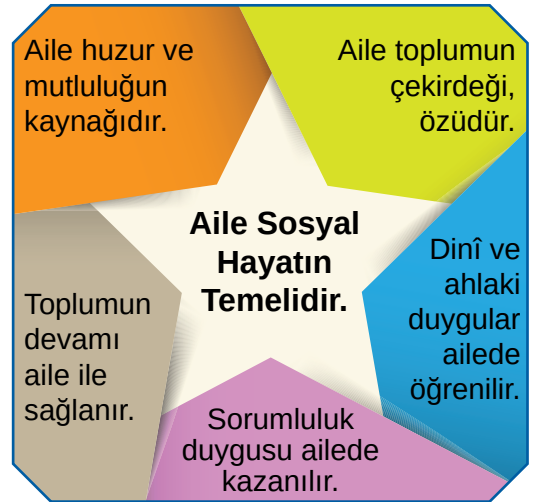 Aile huzur ve
mutluluğun
kaynağıdır.
Aile toplumun
çekirdeği,
özüdür.
Aile Sosyal
Hayatın
Temelidir.
Dinî ve
ahlaki
duygular
ailede
öğrenilir.
Toplumun
devamı
aile ile
sağlanır.
Sorumluluk
duygusu ailede
kazanılır.